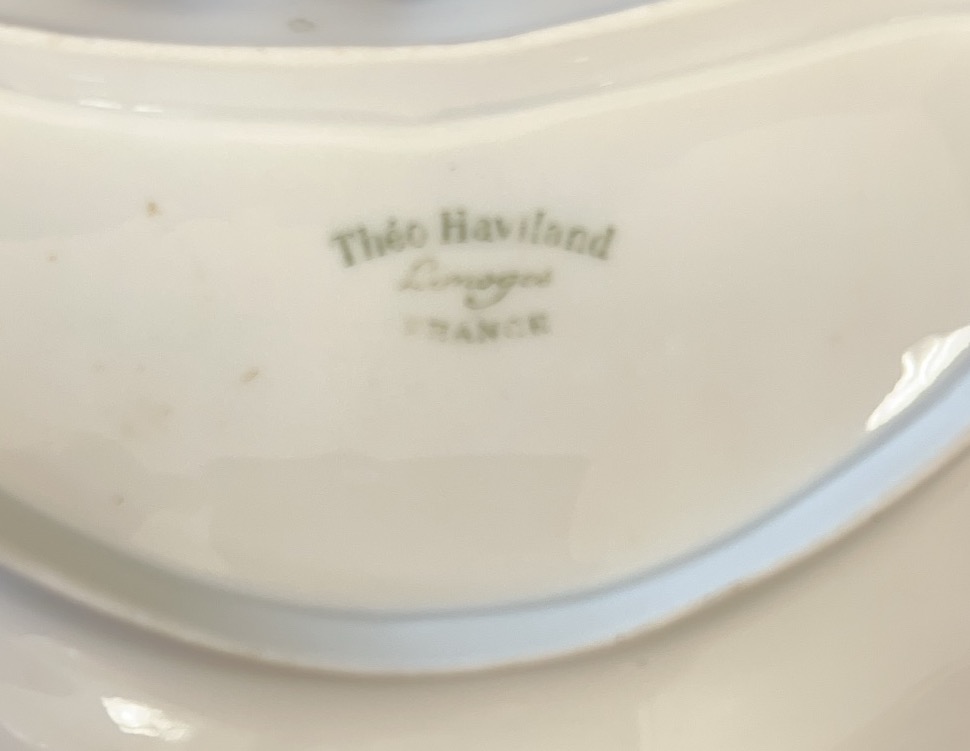 Théo Haviland
Limoges
FRANCE